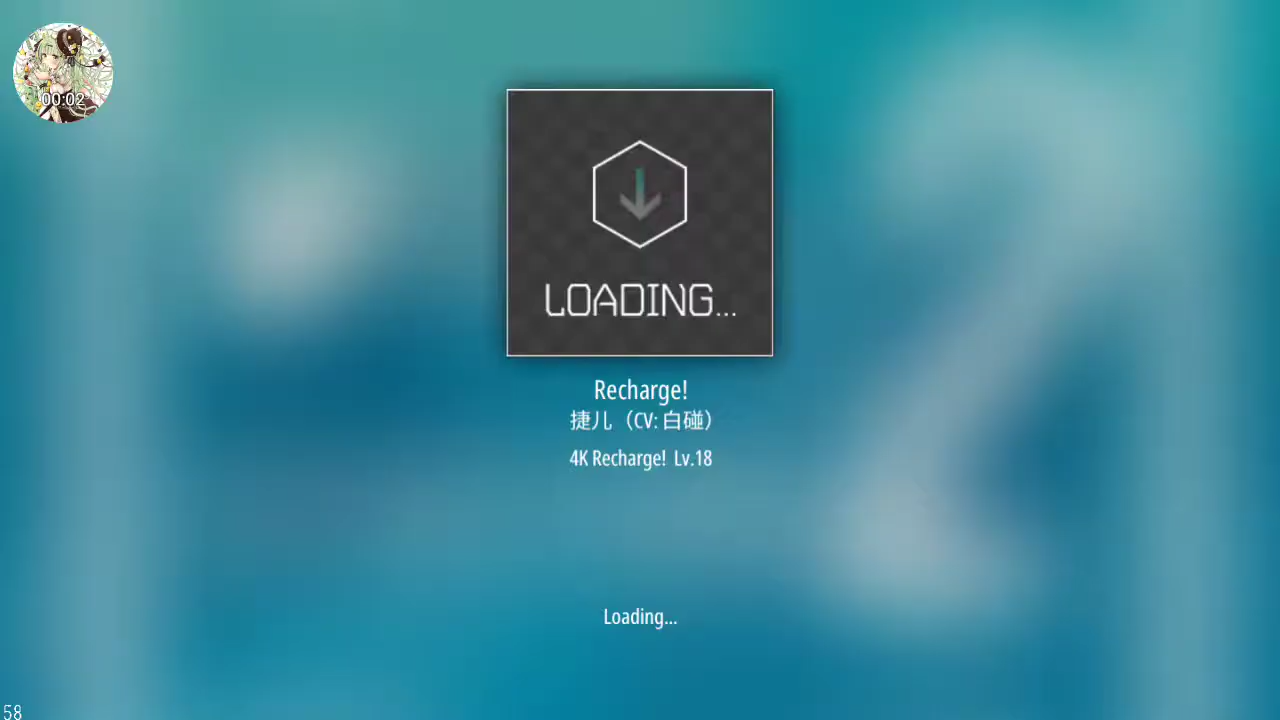 00:02
LOADING...
Recharge!
捷儿（CV: 白碰）
4K Recharge! Lv.18
Loading...
58